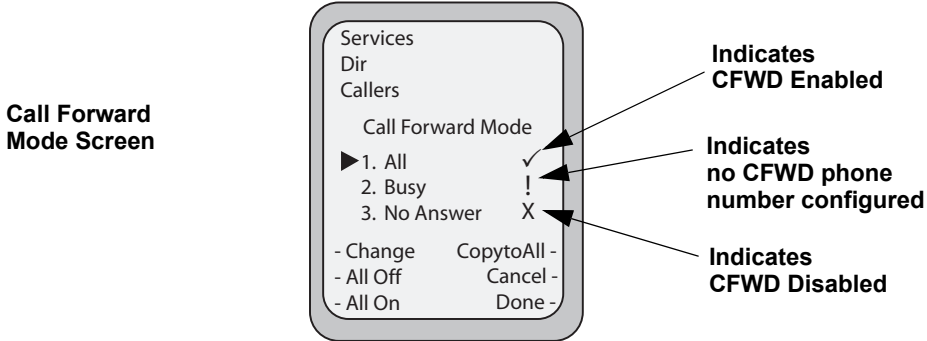 Call Forward
Mode Screen
Services
Dir
Callers
Call Forward Mode
1. All ✓
2. Busy !
3. No Answer X
- Change CopytoAll -
- All Off Cancel -
- All On Done -
Indicates
CFWD Enabled
Indicates
no CFWD phone
number configured
Indicates
CFWD Disabled